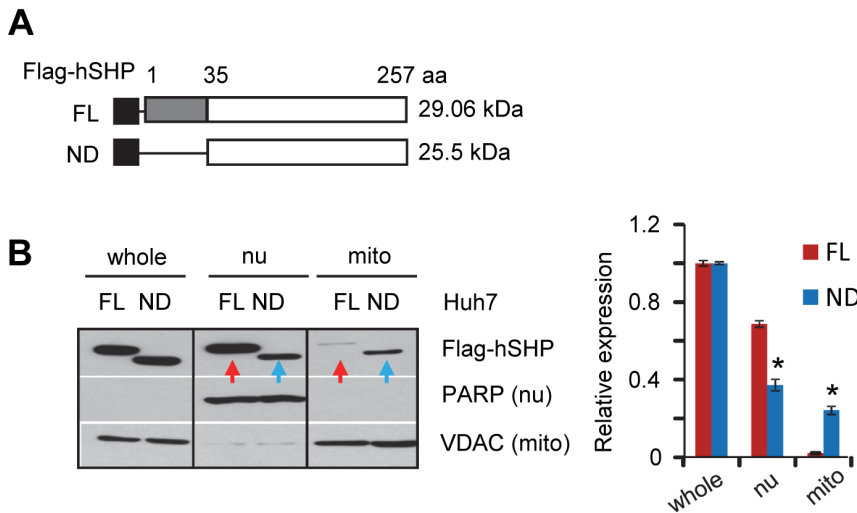 A
Flag-hSHP 1 35 257 aa
FL 29.06 kDa
ND 25.5 kDa
B
whole nu mito
FL ND FL ND FL ND Huh7
Flag-hSHP
PARP (nu)
VDAC (mito)
Relative expression
1.2
0.8
0.4
0
whole nu mito
* *
FL
ND